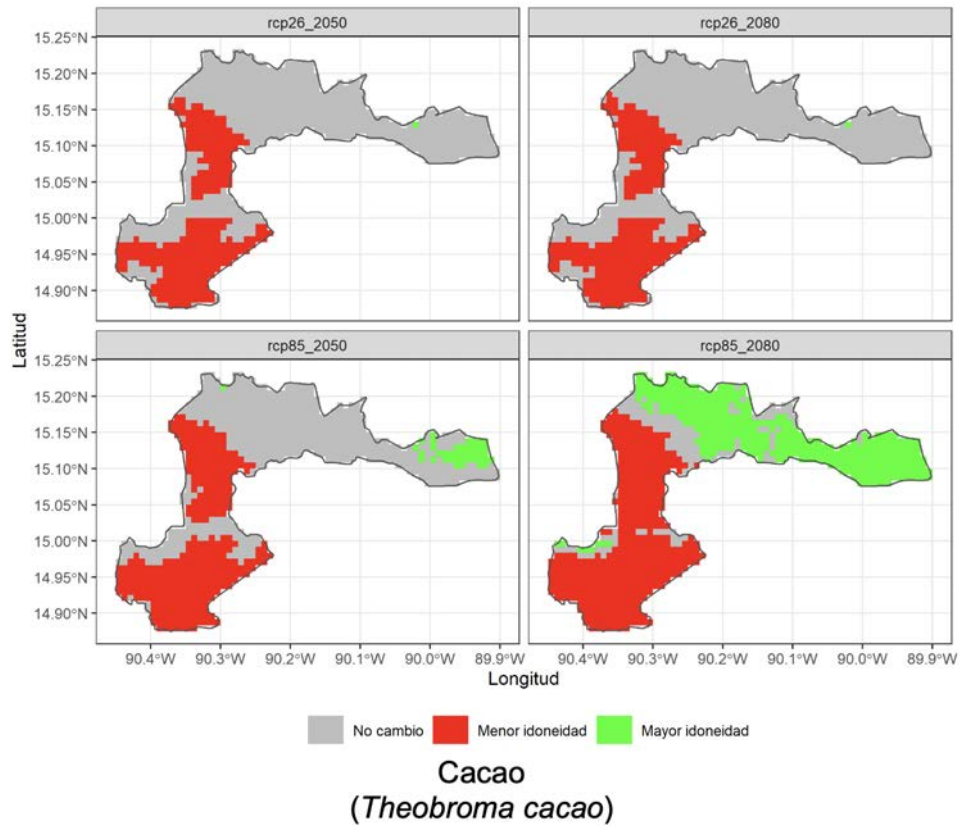 rcp26_2050 rcp26_2080
15.25°N
15.20°N
15.15°N
15.10°N
15.05°N
15.00°N
14.95°N
14.90°N
Latitud
rcp85_2050 rcp85_2080
15.25°N
15.20°N
15.15°N
15.10°N
15.05°N
15.00°N
14.95°N
14.90°N
90.4°W 90.3°W 90.2°W 90.1°W 90.0°W 89.9°W 90.4°W 90.3°W 90.2°W 90.1°W 90.0°W 89.9°W
Longitud
No cambio Menor idoneidad Mayor idoneidad
Cacao
(Theobroma cacao)